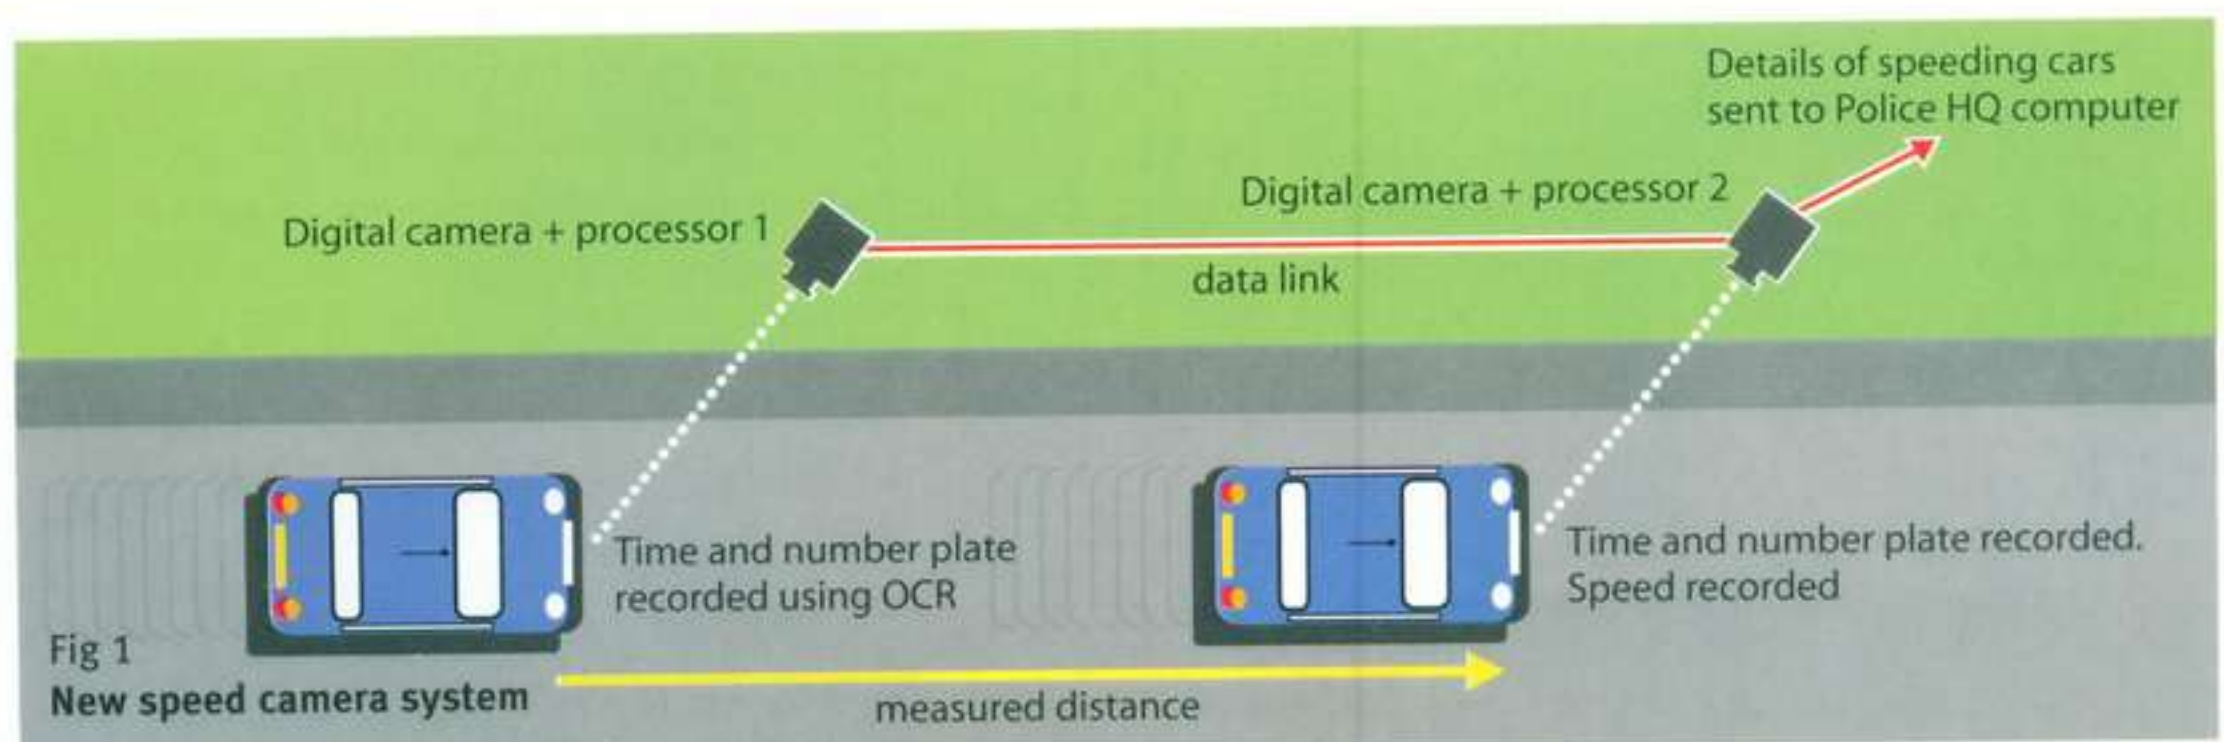 Details of speeding cars
sent to Police HQ computer
Digital camera + processor 1
Digital camera + processor 2
data link
Time and number plate
recorded using OCR
Time and number plate recorded.
Speed recorded
Fig 1
New speed camera system
measured distance